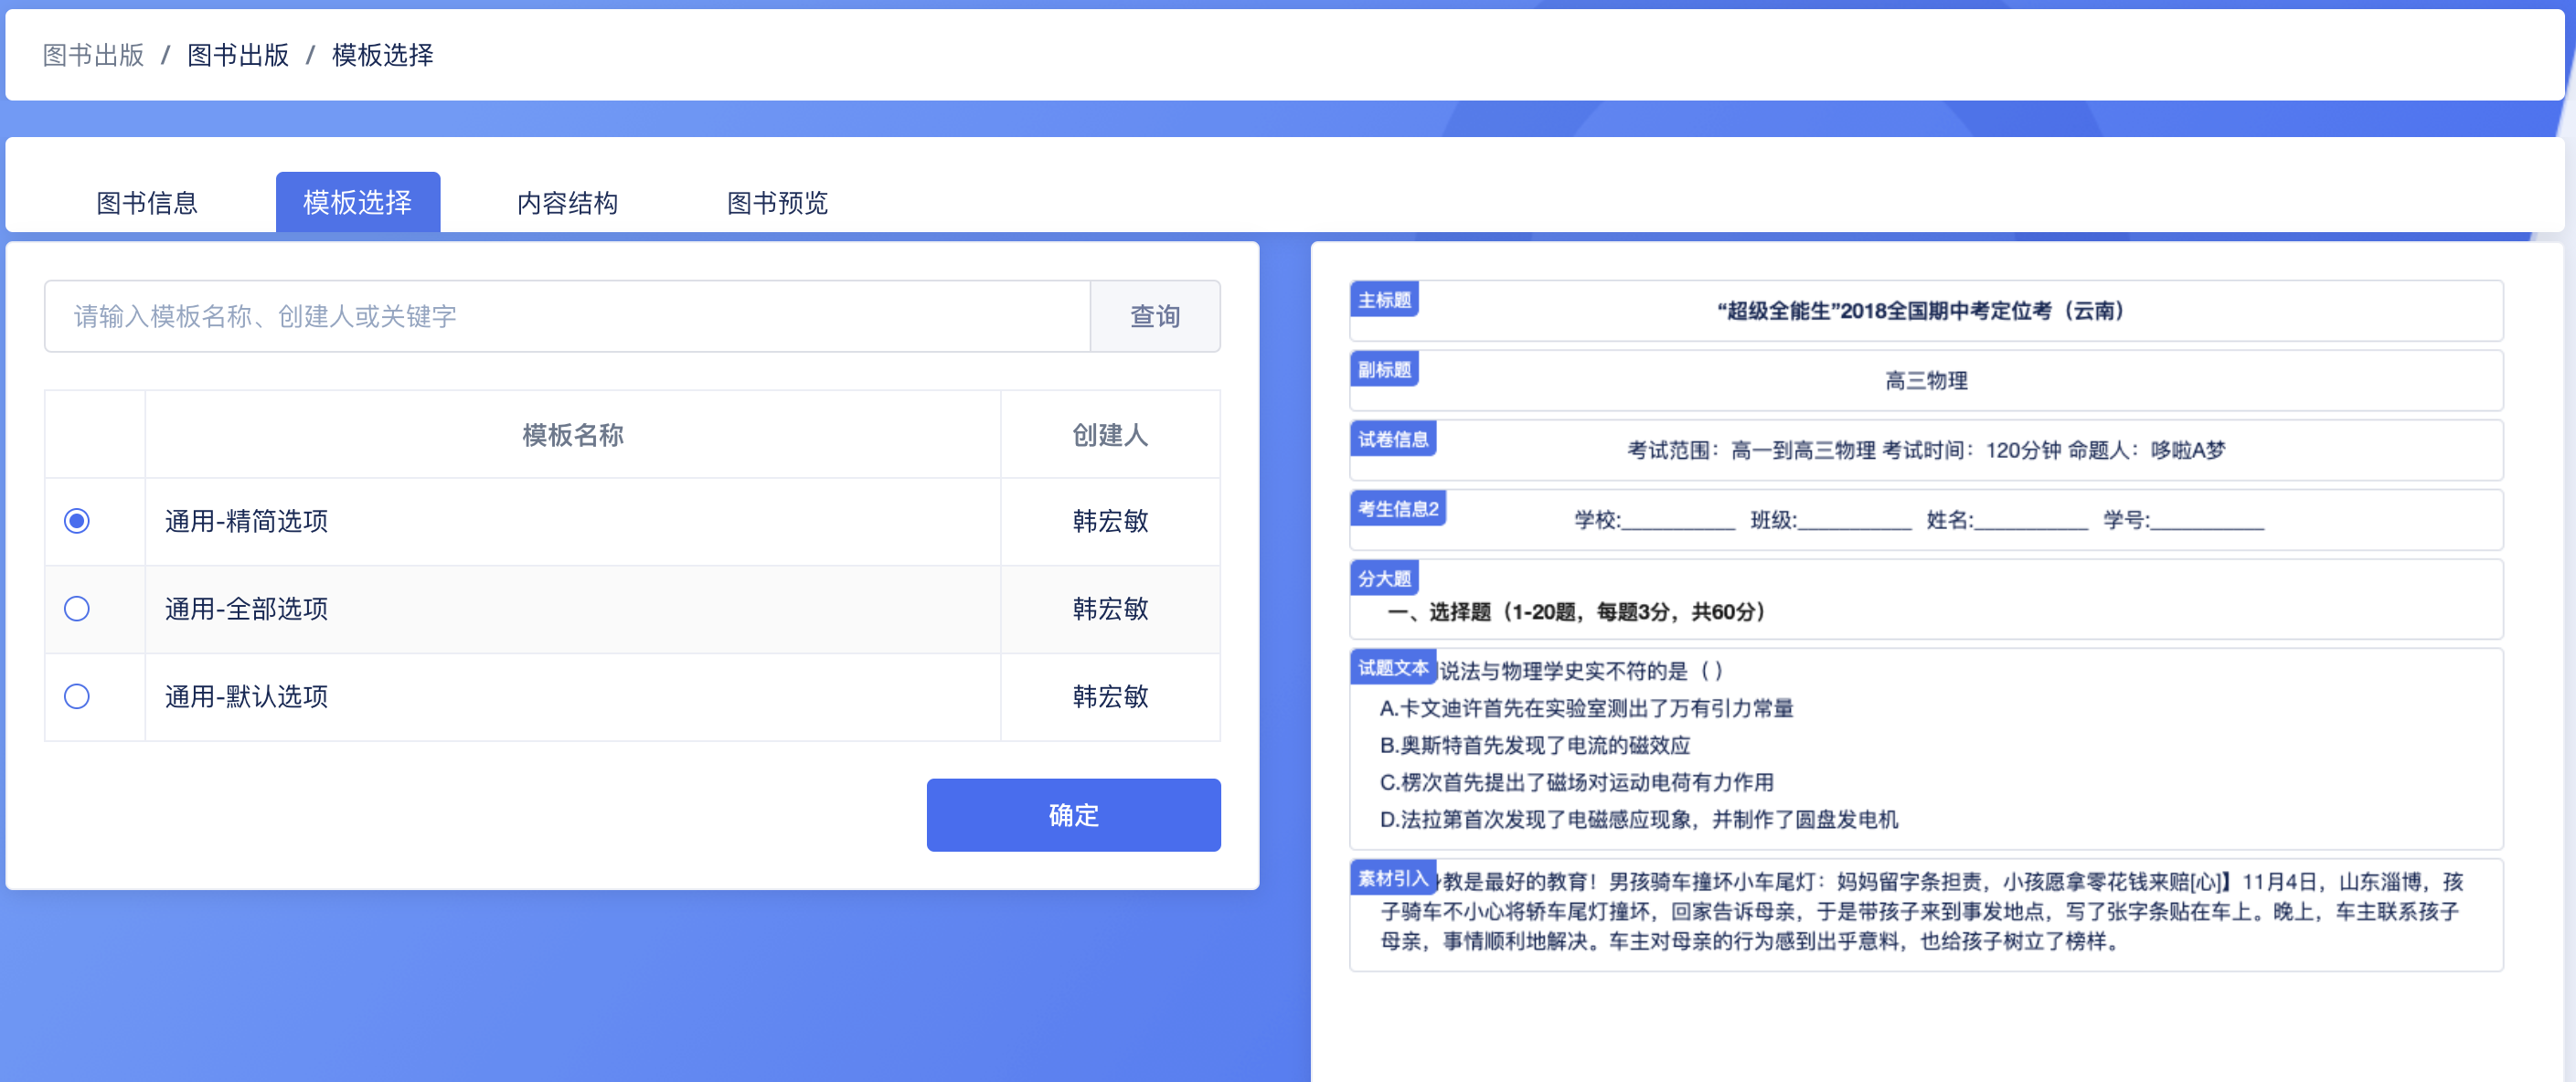 图书出版 / 图书出版 / 模板选择
图书信息 模板选择 内容结构 图书预览
请输入模板名称、创建人或关键字 查询
模板名称 创建人
通用-精简选项 韩宏敏
通用-全部选项 韩宏敏
通用-默认选项 韩宏敏
确定
主标题
“超级全能生”2018全国期中考定位考（云南）
副标题
高三物理
试卷信息
考试范围：高一到高三物理 考试时间：120分钟 命题人：哆啦A梦
考生信息2
学校:__________ 班级:__________ 姓名:__________ 学号:__________
分大题
一、选择题（1-20题，每题3分，共60分）
试题文本
说法与物理学史实不符的是（ ）
A.卡文迪许首先在实验室测出了万有引力常量
B.奥斯特首先发现了电流的磁效应
C.楞次首先提出了磁场对运动电荷有力作用
D.法拉第首次发现了电磁感应现象，并制作了圆盘发电机
素材引入
教是最好的教育！男孩骑车撞坏小车尾灯：妈妈留字条担责，小孩愿拿零花钱来赔[心]】11月4日，山东淄博，孩
子骑车不小心将轿车尾灯撞坏，回家告诉母亲，于是带孩子来到事发地点，写了张字条贴在车上。晚上，车主联系孩子
母亲，事情顺利地解决。车主对母亲的行为感到出乎意料，也给孩子树立了榜样。